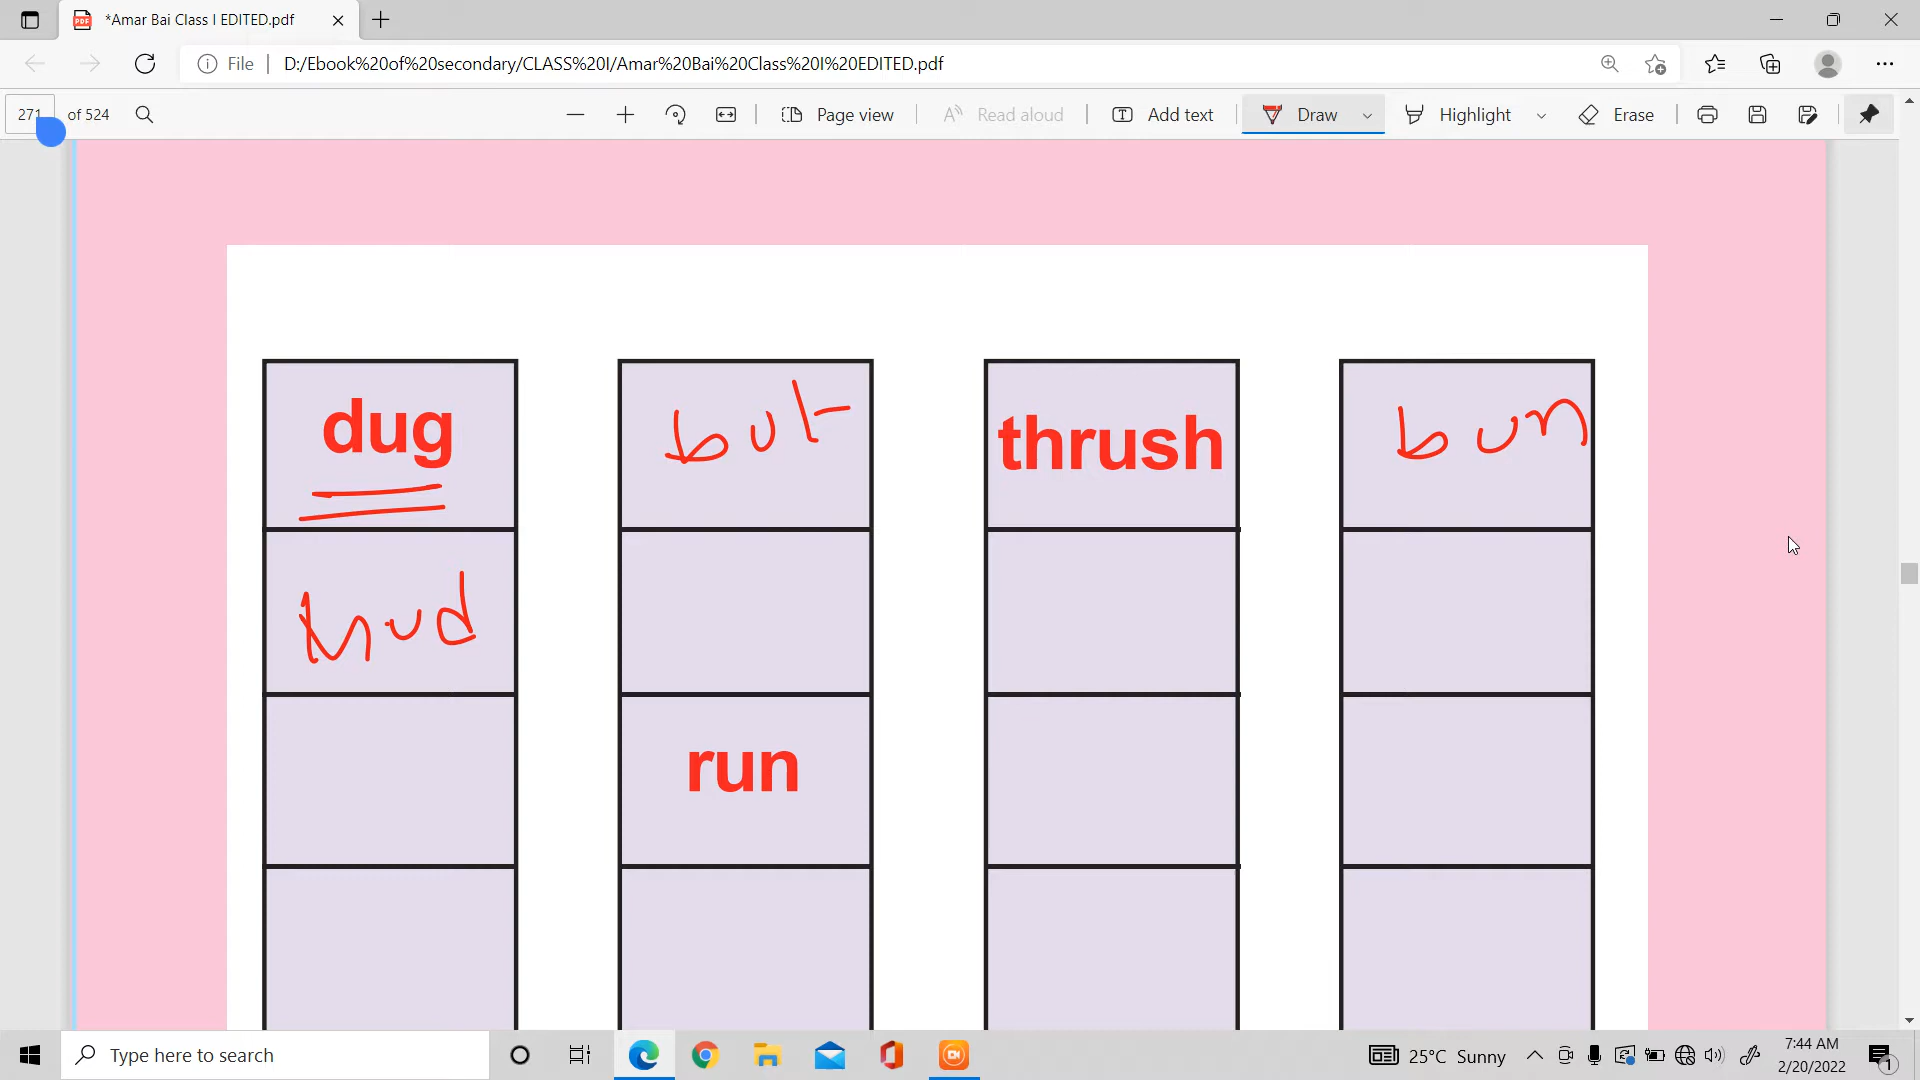 *Amar Bai Class I EDITED.pdf
File D:/Ebook%20of%20secondary/CLASS%20I/Amar%20Bai%20Class%20I%20EDITED.pdf
271 of 524 Page view Read aloud Add text Draw Highlight Erase
dug but thrush bun
run
Type here to search 25°C Sunny 7:44 AM
2/20/2022 1